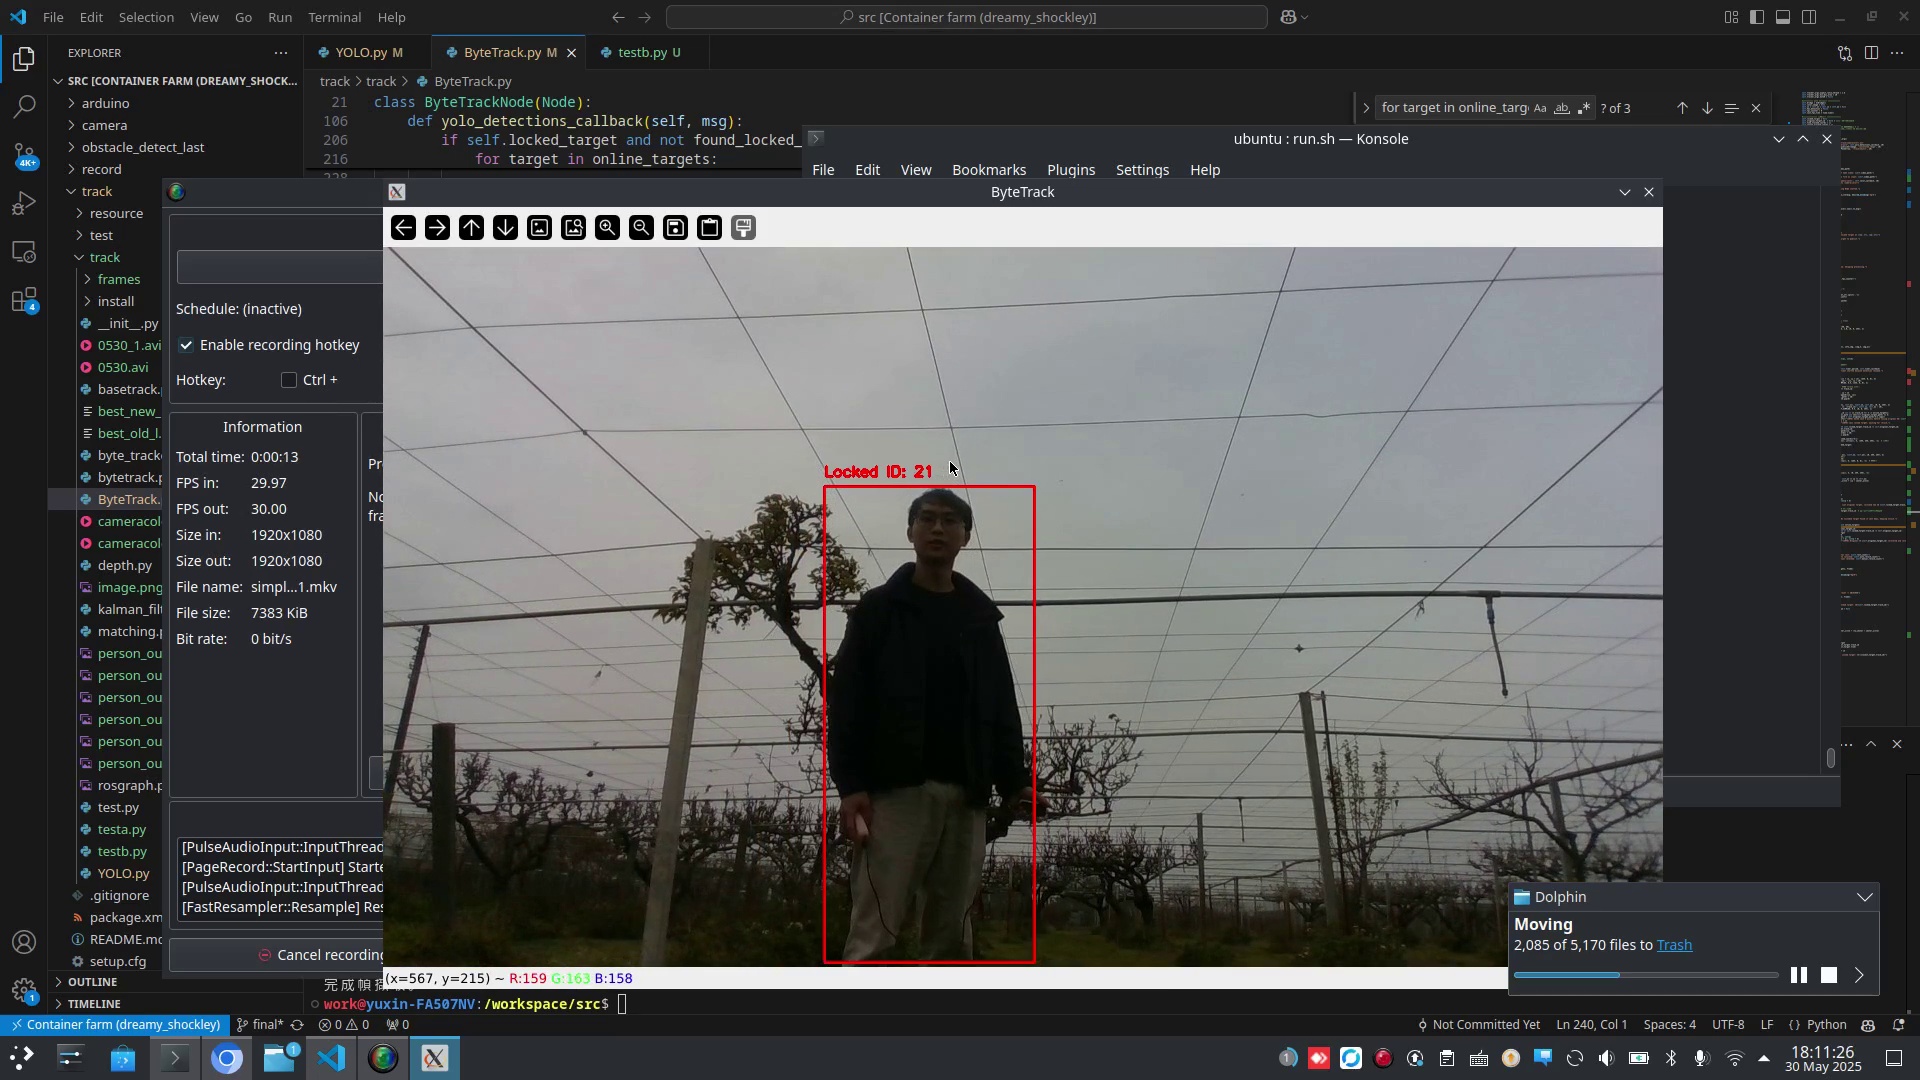 File Edit Selection View Go Run Terminal Help
src [Container farm (dreamy_shockley)]
EXPLORER
YOLO.py M
ByteTrack.py M
testb.py U
SRC [CONTAINER FARM (DREAMY_SHOCK...
track > track > ByteTrack.py
arduino
camera
obstacle_detect_last
record
track
resource
test
track
frames
install
__init__.py
0530_1.avi
0530.avi
basetrack.
best_new_
best_old_l.
byte_track
bytetrack.p
ByteTrack.
cameracol
cameracol
depth.py
image.png
kalman_filt
matching.p
person_ou
person_ou
person_ou
person_ou
person_ou
person_ou
rosgraph.p
test.py
testa.py
testb.py
YOLO.py
.gitignore
package.xm
README.md
setup.cfg
OUTLINE
TIMELINE
21 class ByteTrackNode(Node):
106 def yolo_detections_callback(self, msg):
206 if self.locked_target and not found_locked_
216 for target in online_targets:
for target in online_targ
Aa ab .*
? of 3
4K+
4
1
ubuntu : run.sh — Konsole
File Edit View Bookmarks Plugins Settings Help
ByteTrack
Schedule: (inactive)
Enable recording hotkey
Hotkey: Ctrl +
Information
Total time: 0:00:13
FPS in: 29.97
FPS out: 30.00
Size in: 1920x1080
Size out: 1920x1080
File name: simpl...1.mkv
File size: 7383 KiB
Bit rate: 0 bit/s
Pr
fra
[PulseAudioInput::InputThread
[PageRecord::StartInput] Starte
[PulseAudioInput::InputThread
[FastResampler::Resample] Res
Cancel recording
Locked ID: 21
(x=567, y=215) ~ R:159 G:163 B:158
work@yuxin-FA507NV:/workspace/src$
Dolphin
Moving
2,085 of 5,170 files to Trash
Container farm (dreamy_shockley)
final*
0 0
0
Not Committed Yet
Ln 240, Col 1
Spaces: 4
UTF-8
LF
{} Python
1
1
18:11:26
30 May 2025